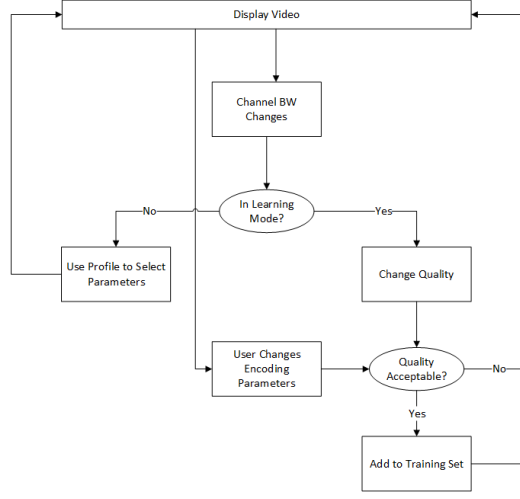 Display Video
Channel BW
Changes
In Learning
Mode?
No
Yes
Use Profile to Select
Parameters
Change Quality
User Changes
Encoding
Parameters
Quality
Acceptable?
No
Yes
Add to Training Set